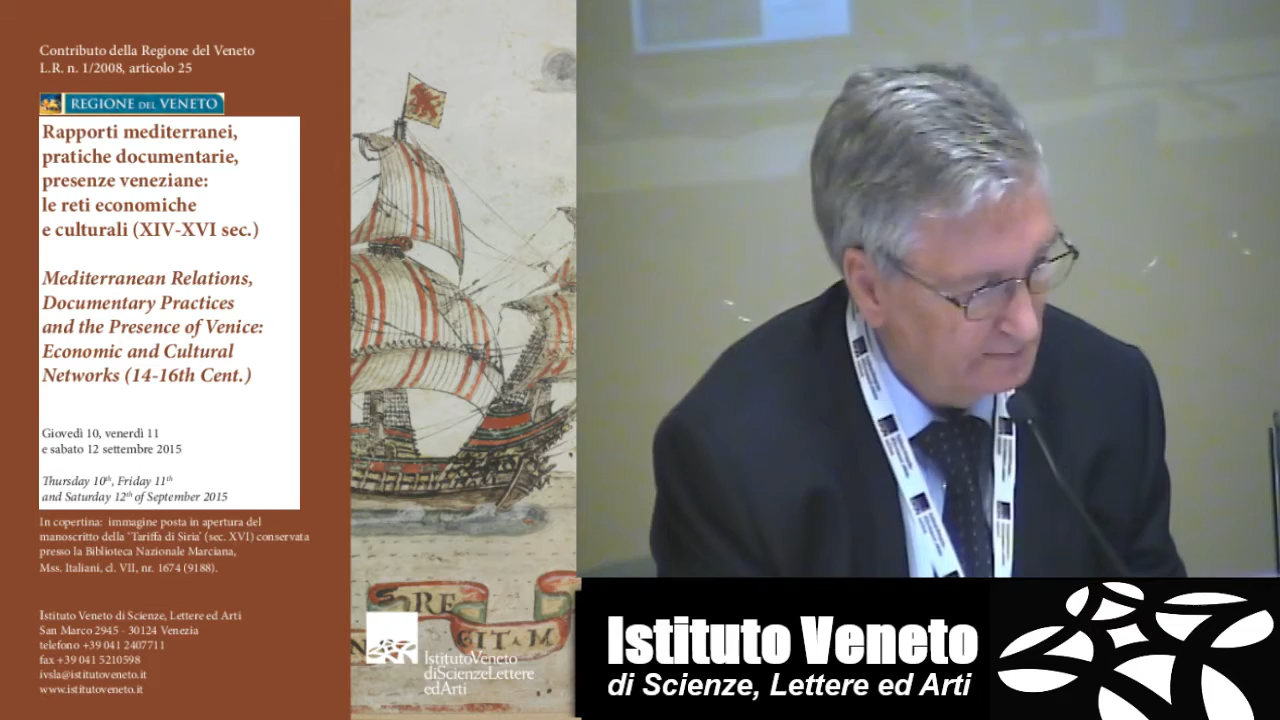 Contributo della Regione del Veneto
L.R. n. 1/2008, articolo 25
REGIONE DEL VENETO
Rapporti mediterranei,
pratiche documentarie,
presenze veneziane:
le reti economiche
e culturali (XIV-XVI sec.)
Mediterranean Relations,
Documentary Practices
and the Presence of Venice:
Economic and Cultural
Networks (14-16th Cent.)
Giovedì 10, venerdì 11
e sabato 12 settembre 2015
Thursday 10th, Friday 11th
and Saturday 12th of September 2015
In copertina: immagine posta in apertura del
manoscritto della 'Tariffa di Siria' (sec. XVI) conservata
presso la Biblioteca Nazionale Marciana,
Mss. Italiani, cl. VII, nr. 1674 (9188).
Istituto Veneto di Scienze, Lettere ed Arti
San Marco 2945 - 30124 Venezia
telefono +39 041 2407711
fax +39 041 5210598
ivsla@istitutoveneto.it
www.istitutoveneto.it
SRE
GITAM
IstitutoVeneto
diScienzeLettere
edArti
Istituto Veneto
di Scienze, Lettere ed Arti